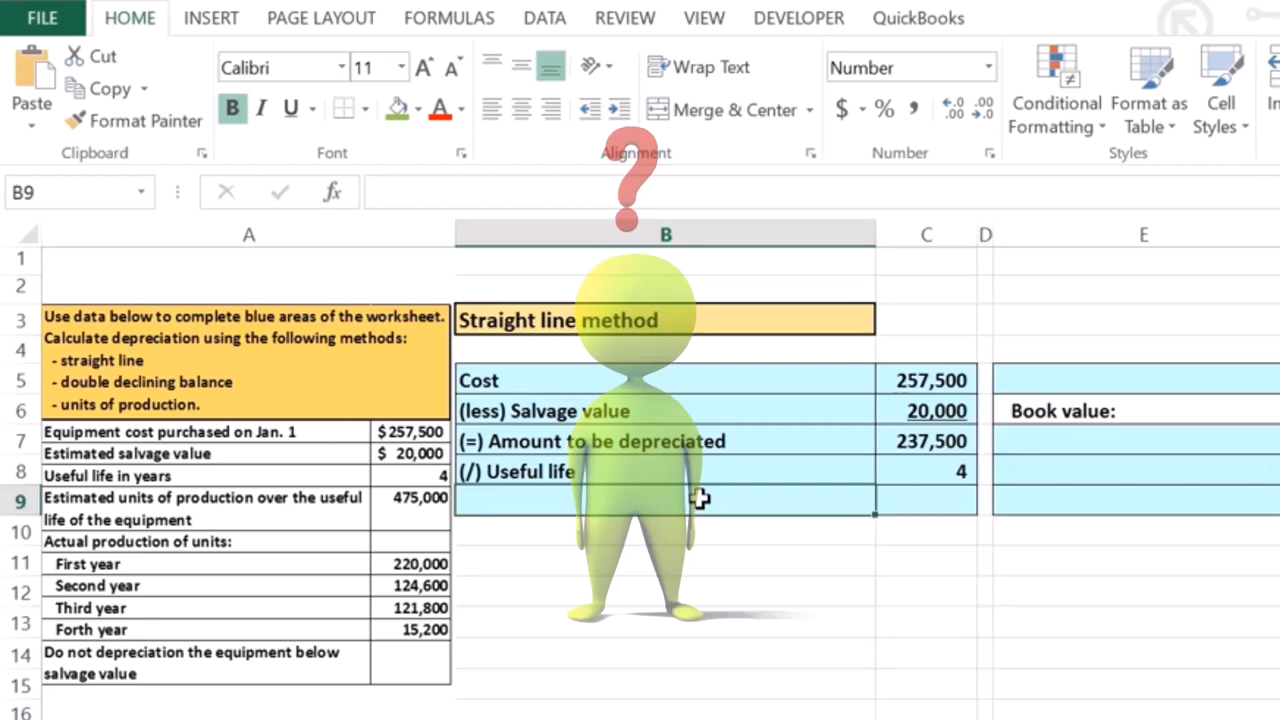 FILE HOME INSERT PAGE LAYOUT FORMULAS DATA REVIEW VIEW DEVELOPER QuickBooks
Paste
Cut
Copy
Format Painter
Clipboard
Calibri 11 A A
B I U A
Font
Wrap Text
Merge & Center
Alignment
Number
$ % ,
.0 .00
.00 .0
Number
Conditional Formatting
Format as Table
Cell Styles
Styles
B9 fx
A B C D E
1
2
3
4
5
6
7
8
9
10
11
12
13
14
15
16
Use data below to complete blue areas of the worksheet.
Calculate depreciation using the following methods:
- straight line
- double declining balance
- units of production.
Equipment cost purchased on Jan. 1 $257,500
Estimated salvage value $ 20,000
Useful life in years 4
Estimated units of production over the useful 475,000
life of the equipment
Actual production of units:
First year 220,000
Second year 124,600
Third year 121,800
Forth year 15,200
Do not depreciation the equipment below
salvage value
Straight line method
Cost 257,500
(less) Salvage value 20,000
(=) Amount to be depreciated 237,500
(/) Useful life 4
Book value:
?